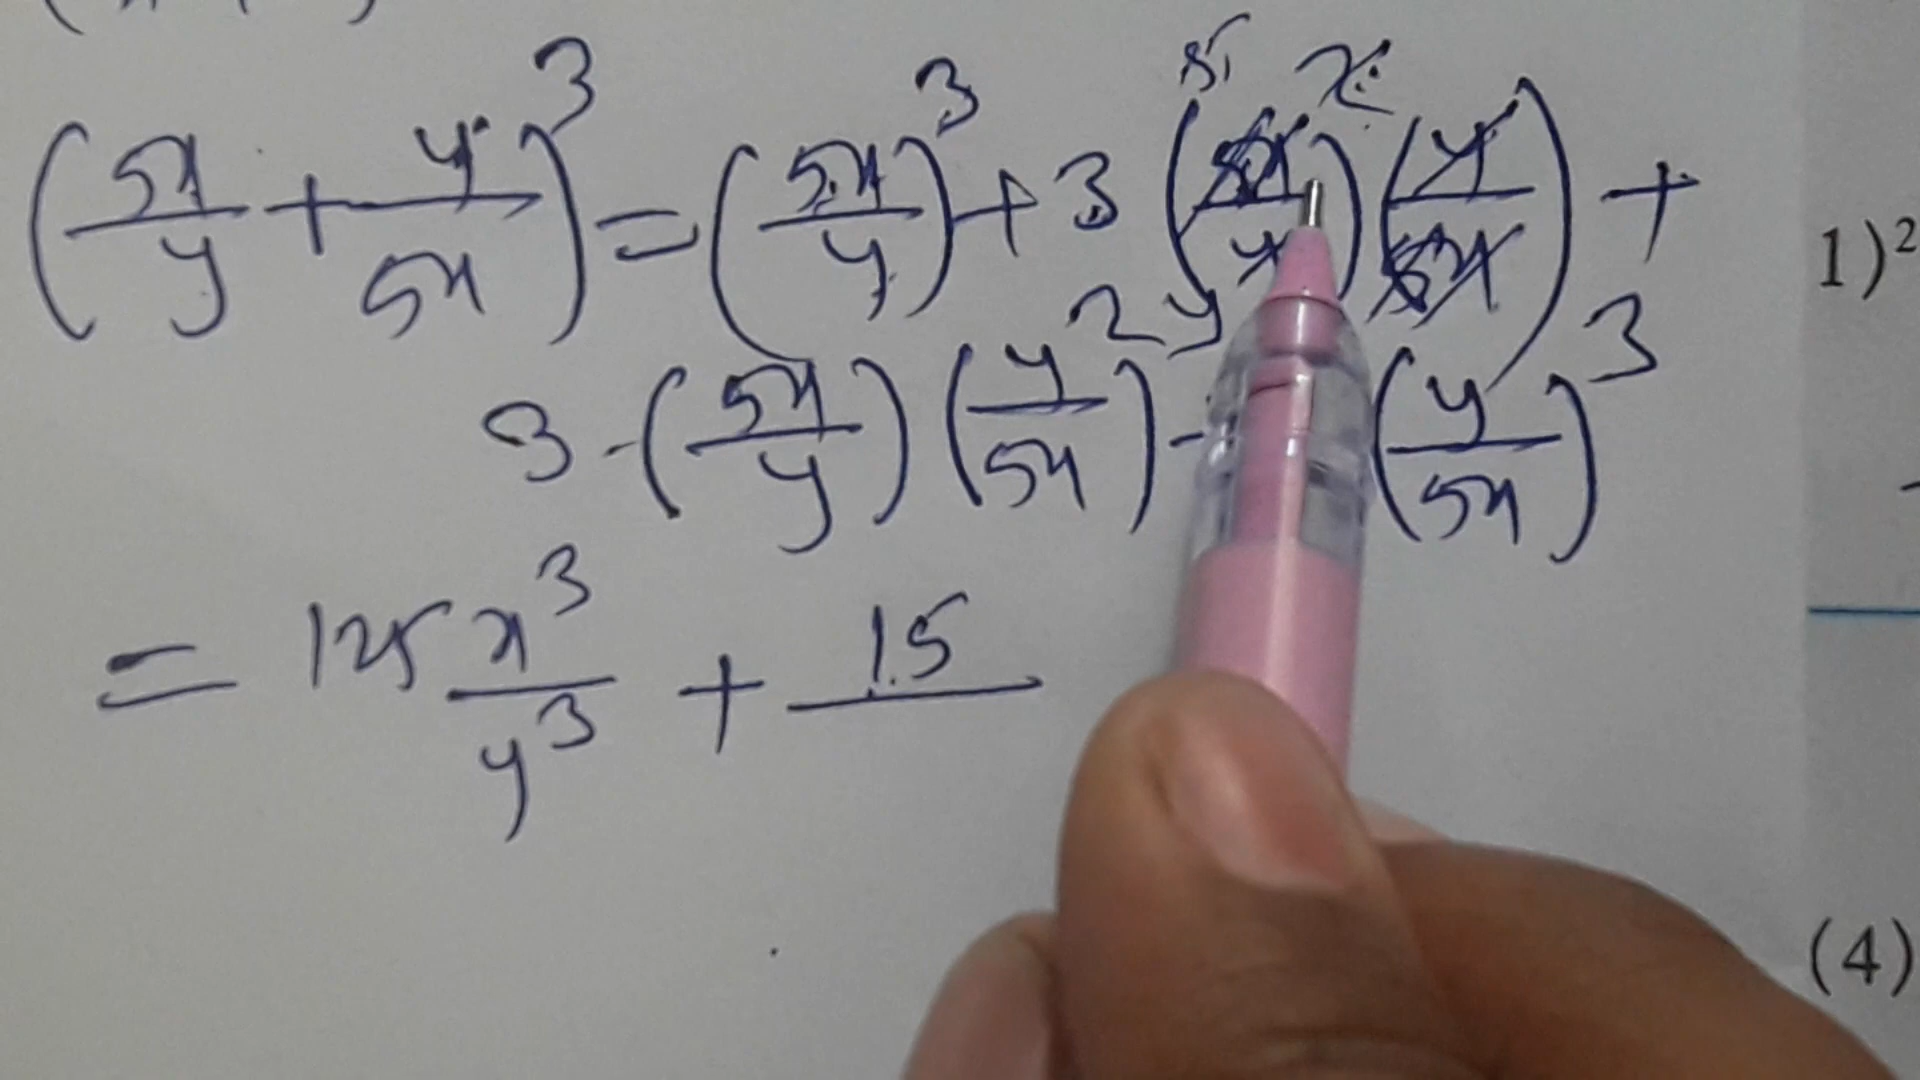 (5x/y + y/5x)³ = (5x/y)³ + 3 (5x/y)² (y/5x) +
3 · (5x/y) (y/5x)² + (y/5x)³
= 125 x³/y³ + 15
1)²
(4)